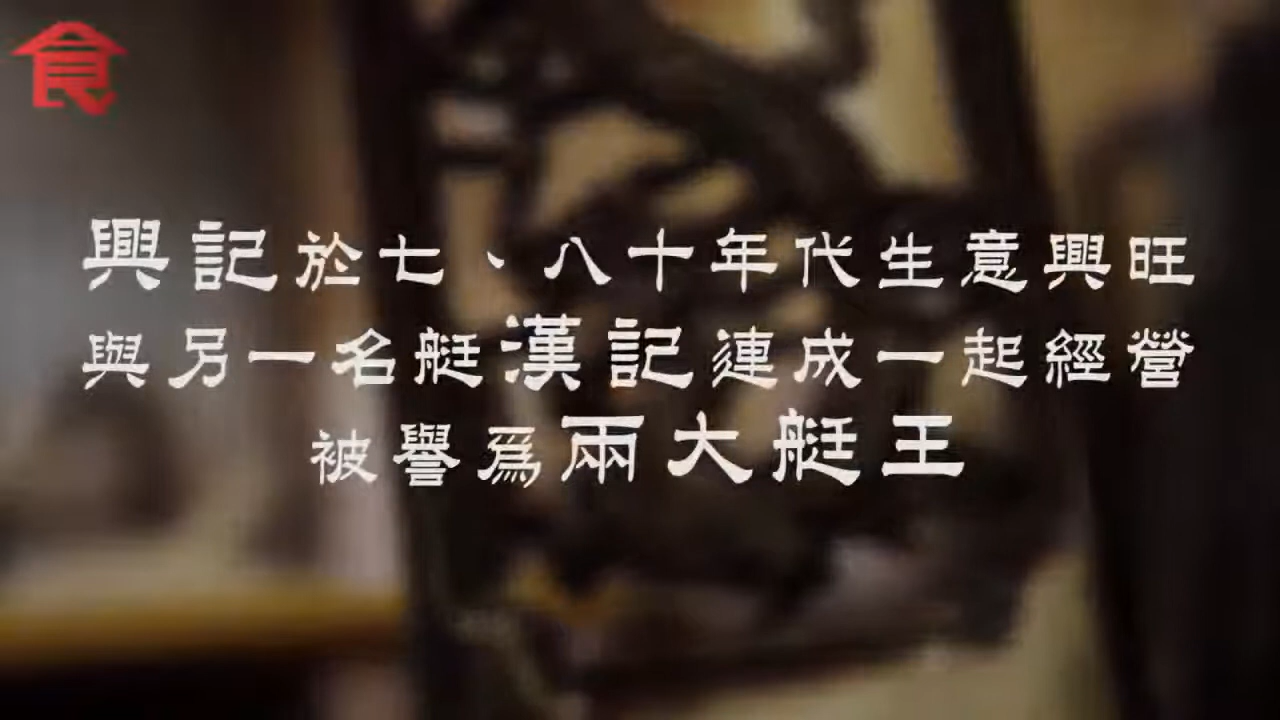 食
興記於七、八十年代生意興旺
與另一名艇漢記連成一起經營
被譽為兩大艇王